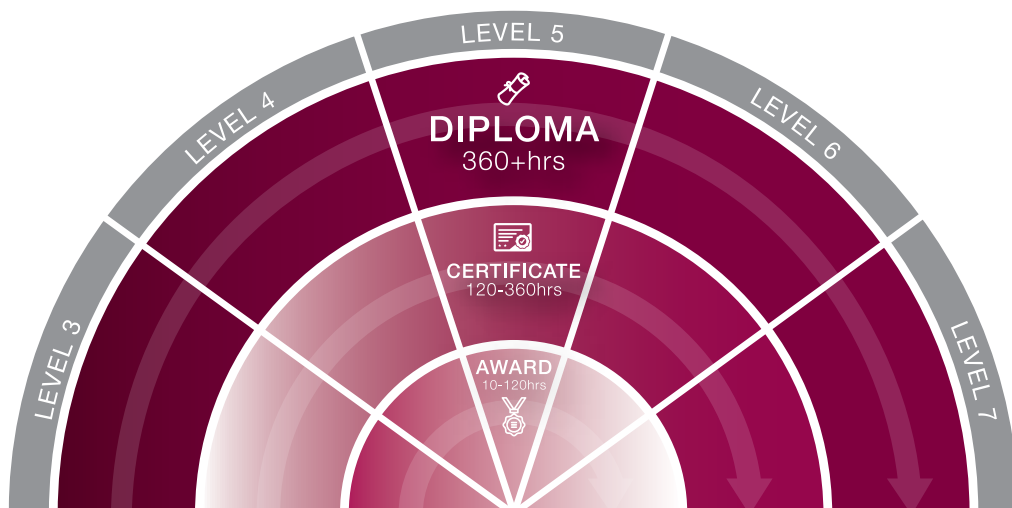 LEVEL 3
LEVEL 4
LEVEL 5
LEVEL 6
LEVEL 7
DIPLOMA
360+hrs
CERTIFICATE
120-360hrs
AWARD
10-120hrs